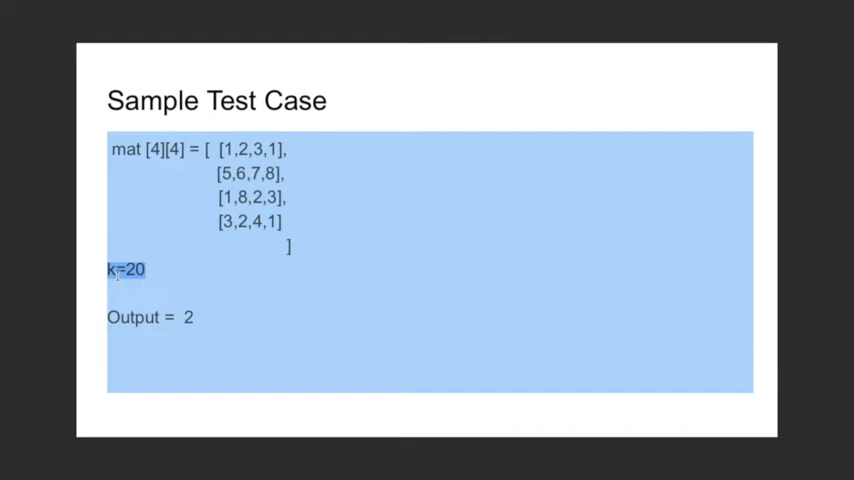 Sample Test Case
mat [4][4] = [ [1,2,3,1],
[5,6,7,8],
[1,8,2,3],
[3,2,4,1]
]
k=20
Output = 2